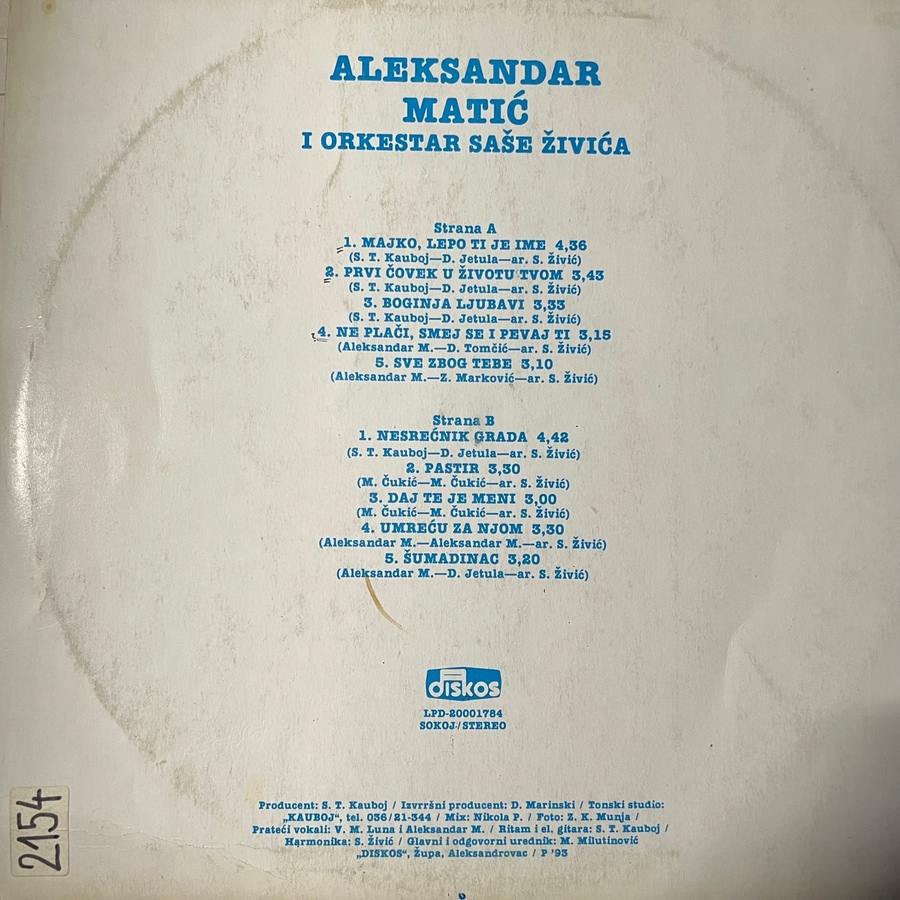 ALEKSANDAR
MATIĆ
I ORKESTAR SAŠE ŽIVIĆA
Strana A
1. MAJKO, LEPO TI JE IME 4,36
(S. T. Kauboj—D. Jetula—ar. S. Živić)
2. PRVI ČOVEK U ŽIVOTU TVOM 3,43
(S. T. Kauboj—D. Jetula—ar. S. Živić)
3. BOGINJA LJUBAVI 3,33
(S. T. Kauboj—D. Jetula—ar. S. Živić)
4. NE PLAČI, SMEJ SE I PEVAJ TI 3,15
(Aleksandar M.—D. Tomčić—ar. S. Živić)
5. SVE ZBOG TEBE 3,10
(Aleksandar M.—Z. Marković—ar. S. Živić)
Strana B
1. NESREĆNIK GRADA 4,42
(S. T. Kauboj—D. Jetula—ar. S. Živić)
2. PASTIR 3,30
(M. Čukić—M. Čukić—ar. S. Živić)
3. DAJ TE JE MENI 3,00
(M. Čukić—M. Čukić—ar. S. Živić)
4. UMREĆU ZA NJOM 3,30
(Aleksandar M.—Aleksandar M.—ar. S. Živić)
5. ŠUMADINAC 3,20
(Aleksandar M.—D. Jetula—ar. S. Živić)
diskos
LPD-20001784
SOKOJ/STEREO
Producent: S. T. Kauboj / Izvršni producent: D. Marinski / Tonski studio:
„KAUBOJ“, tel. 036/21-344 / Mix: Nikola P. / Foto: Z. K. Munja /
Prateći vokali: V. M. Luna i Aleksandar M. / Ritam i el. gitara: S. T. Kauboj /
Harmonika: S. Živić / Glavni i odgovorni urednik: M. Milutinović
„DISKOS“, Župa, Aleksandrovac / P '93
2154